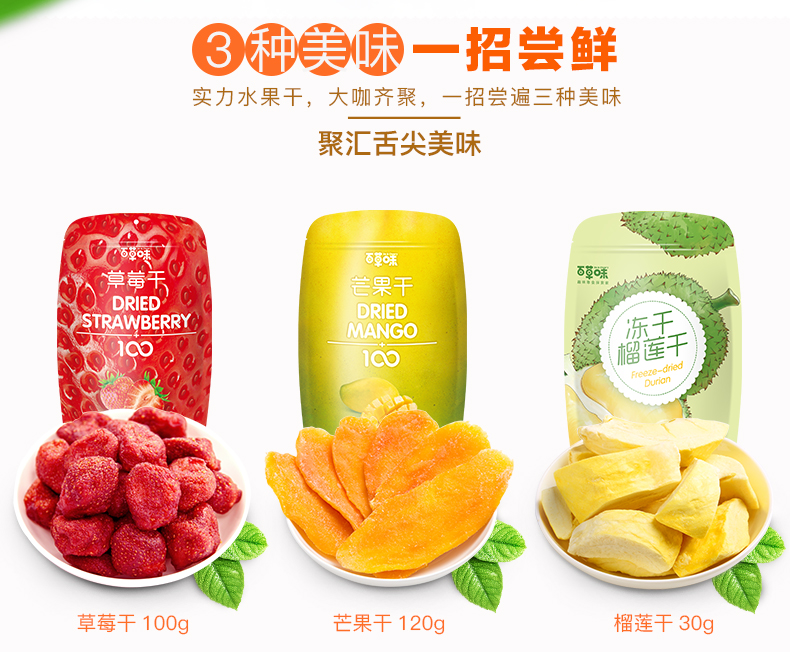 3种美味 一招尝鲜
实力水果干，大咖齐聚，一招尝遍三种美味
聚汇舌尖美味
百草味
草莓干
DRIED
STRAWBERRY
100
百草味
芒果干
DRIED
MANGO
100
百草味
冻干
榴莲干
Freeze-dried
Durian
草莓干 100g
芒果干 120g
榴莲干 30g